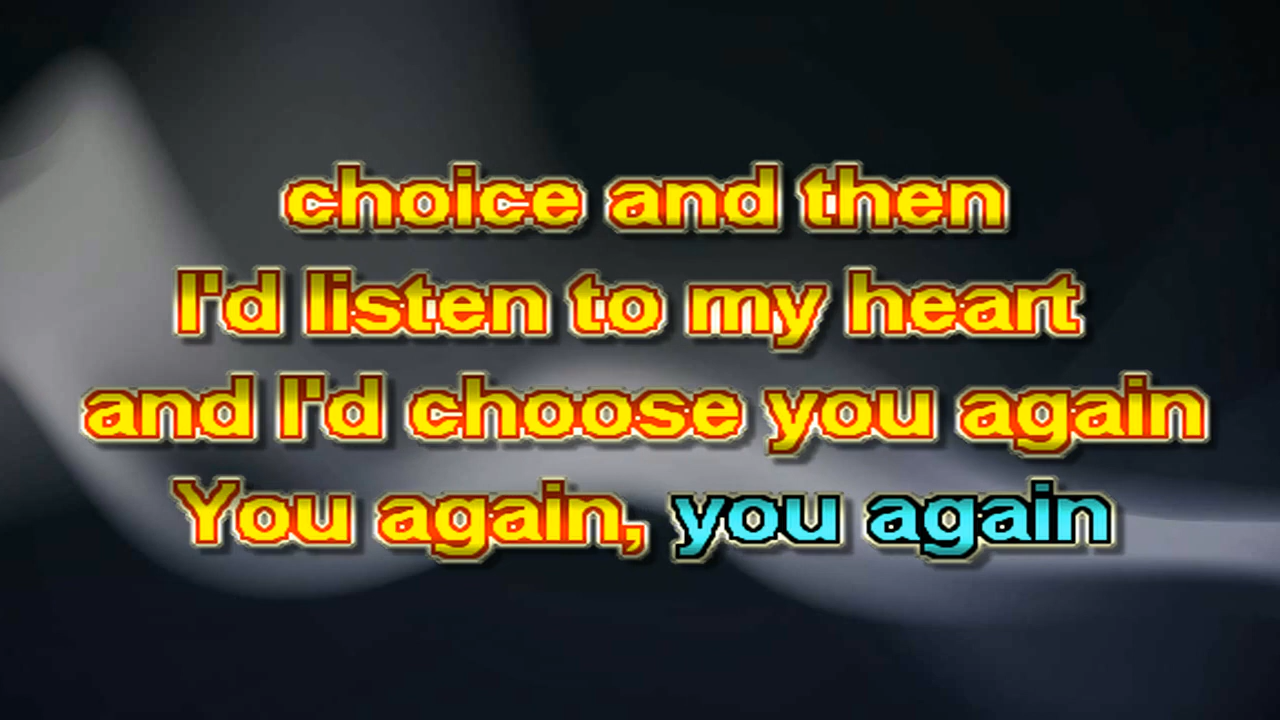 choice and then
I'd listen to my heart
and I'd choose you again
You again, you again